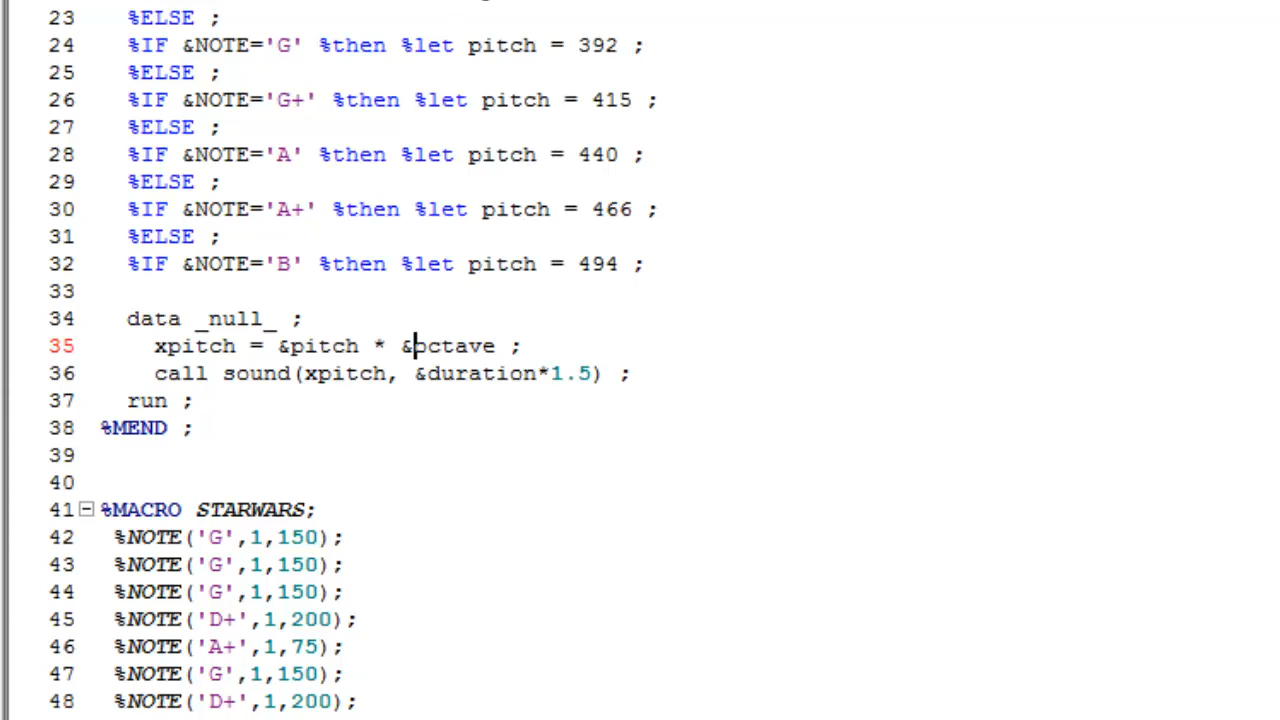 23 %ELSE ;
24 %IF &NOTE='G' %then %let pitch = 392 ;
25 %ELSE ;
26 %IF &NOTE='G+' %then %let pitch = 415 ;
27 %ELSE ;
28 %IF &NOTE='A' %then %let pitch = 440 ;
29 %ELSE ;
30 %IF &NOTE='A+' %then %let pitch = 466 ;
31 %ELSE ;
32 %IF &NOTE='B' %then %let pitch = 494 ;
33
34 data _null_ ;
35 xpitch = &pitch * &octave ;
36 call sound(xpitch, &duration*1.5) ;
37 run ;
38 %MEND ;
39
40
41 %MACRO STARWARS;
42 %NOTE('G',1,150);
43 %NOTE('G',1,150);
44 %NOTE('G',1,150);
45 %NOTE('D+',1,200);
46 %NOTE('A+',1,75);
47 %NOTE('G',1,150);
48 %NOTE('D+',1,200);